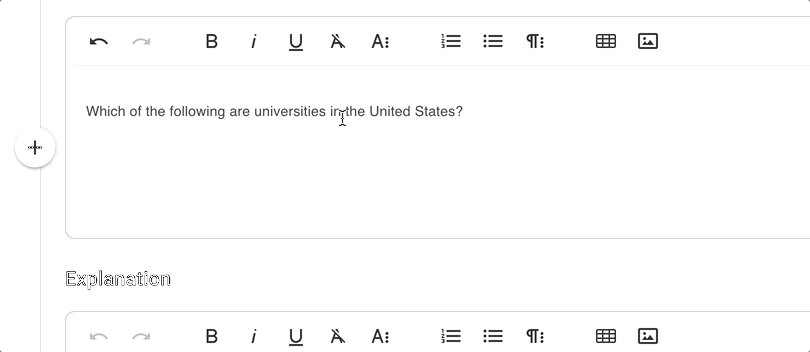 Which of the following are universities in the United States?
Explanation